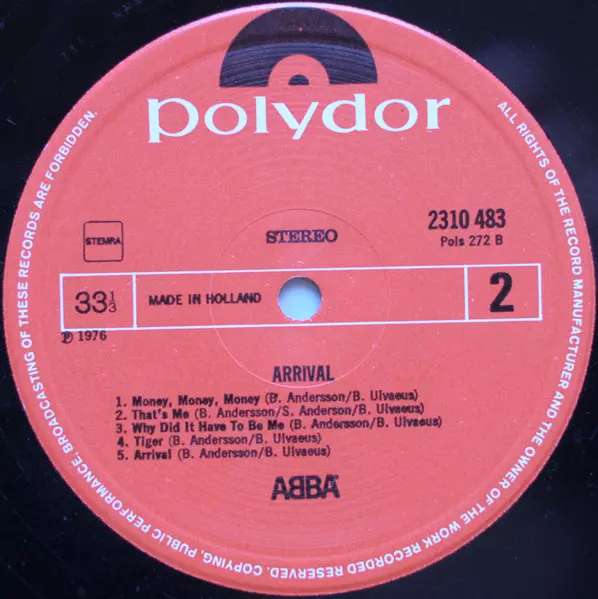 polydor
STEREO
2310 483
Pols 272 B
STEMRA
33 1/3
MADE IN HOLLAND
2
℗ 1976
ARRIVAL
1. Money, Money, Money (B. Andersson/B. Ulvaeus)
2. That's Me (B. Andersson/S. Anderson/B. Ulvaeus)
3. Why Did It Have To Be Me (B. Andersson/B. Ulvaeus)
4. Tiger (B. Andersson/B. Ulvaeus)
5. Arrival (B. Andersson/B. Ulvaeus)
ABBA
ALL RIGHTS OF THE RECORD MANUFACTURER AND THE OWNER OF THE WORK RECORDED RESERVED. COPYING, PUBLIC PERFORMANCE, BROADCASTING OF THESE RECORDS ARE FORBIDDEN.